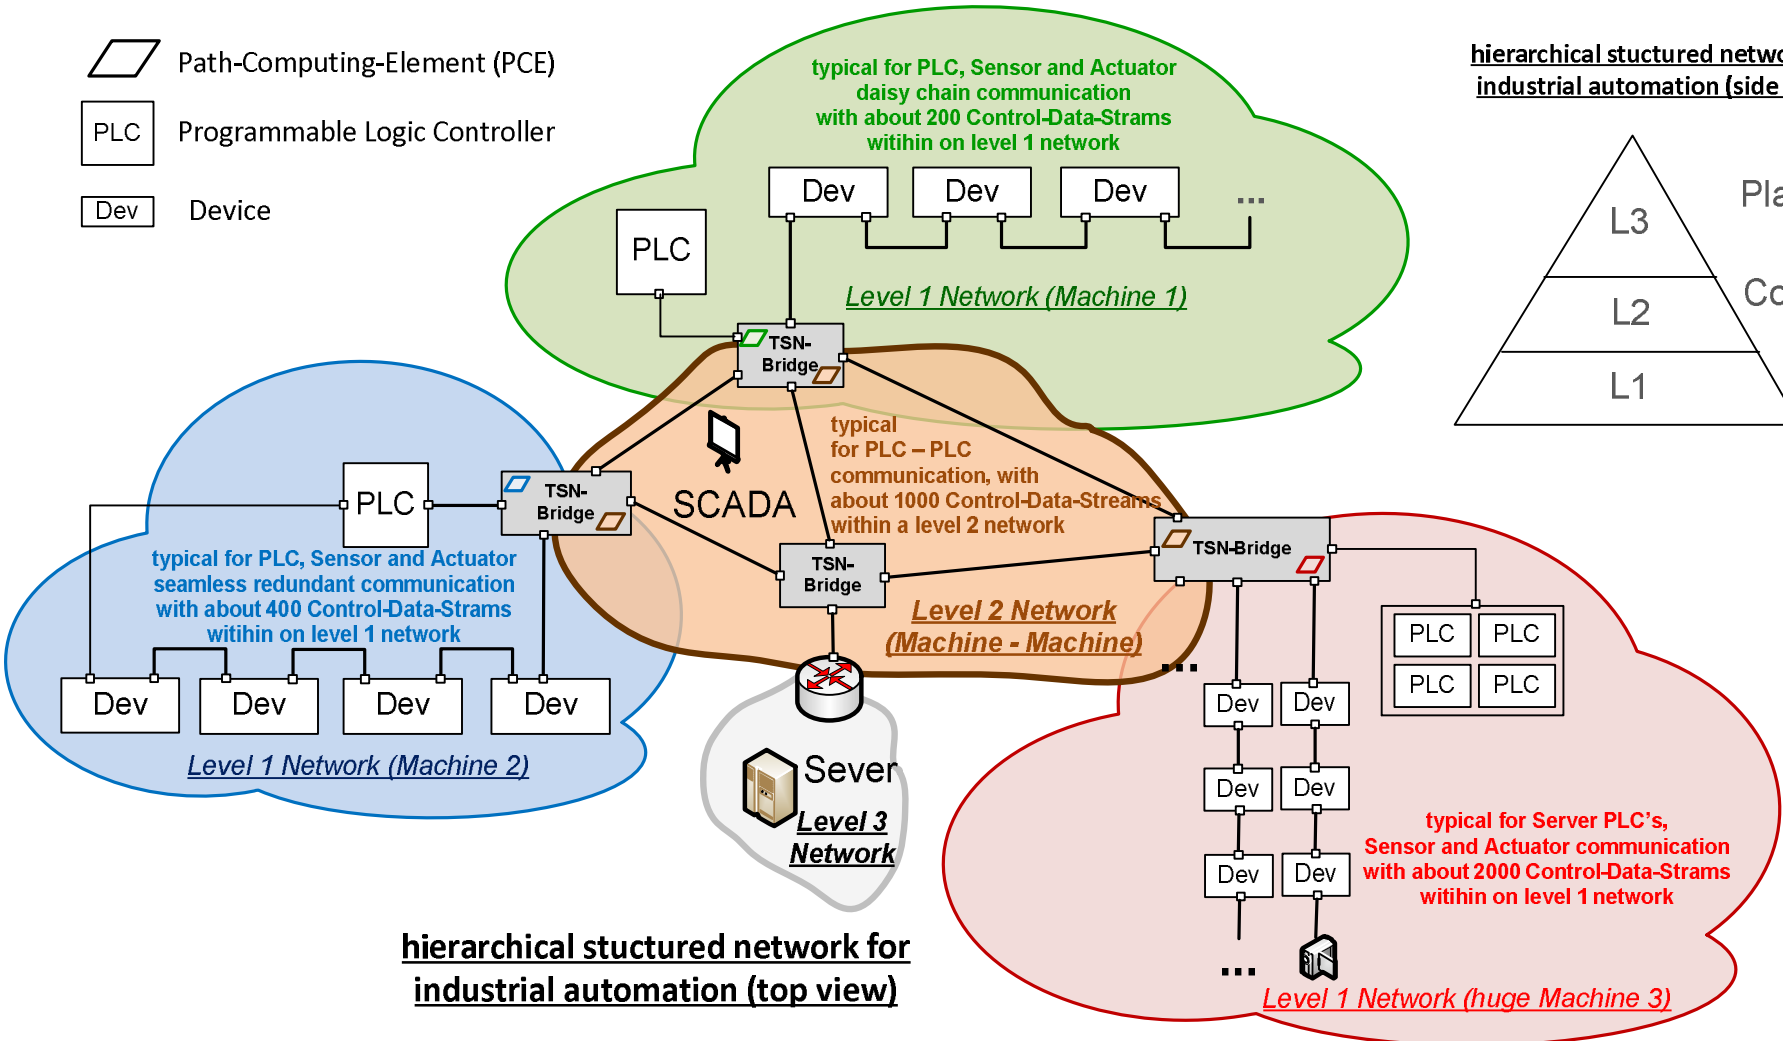 Path-Computing-Element (PCE)
PLC
Programmable Logic Controller
Dev
Device
typical for PLC, Sensor and Actuator
daisy chain communication
with about 200 Control-Data-Strams
witihin on level 1 network
Dev
Dev
Dev
...
PLC
Level 1 Network (Machine 1)
TSN-
Bridge
hierarchical stuctured netwo
industrial automation (side
L3
L2
L1
Pla
Co
typical
for PLC – PLC
communication, with
about 1000 Control-Data-Streams
within a level 2 network
SCADA
PLC
TSN-
Bridge
typical for PLC, Sensor and Actuator
seamless redundant communication
with about 400 Control-Data-Strams
witihin on level 1 network
Dev
Dev
Dev
Dev
Level 1 Network (Machine 2)
TSN-
Bridge
Level 2 Network
(Machine - Machine)
TSN-Bridge
...
PLC
PLC
PLC
PLC
Dev
Dev
Dev
Dev
Dev
Dev
...
typical for Server PLC's,
Sensor and Actuator communication
with about 2000 Control-Data-Strams
witihin on level 1 network
Level 1 Network (huge Machine 3)
Sever
Level 3
Network
hierarchical stuctured network for
industrial automation (top view)